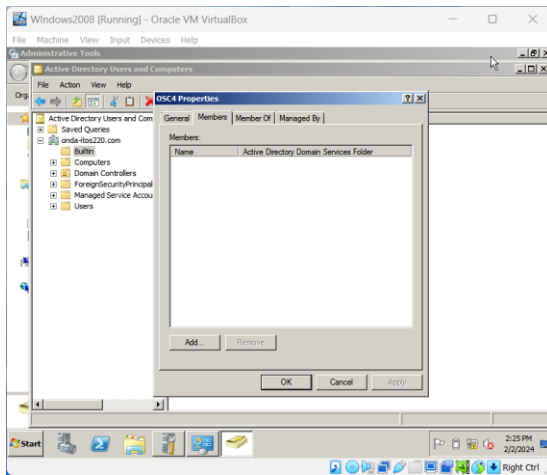 WIndows2008 [Running] - Oracle VM VirtualBox
File Machine View Input Devices Help
Administrative Tools
Active Directory Users and Computers
File Action View Help
Org
OSC4 Properties
General Members Member Of Managed By
Active Directory Users and Com
Saved Queries
onda-itos220.com
Builtin
Computers
Domain Controllers
ForeignSecurityPrincipal
Managed Service Accou
Users
Members:
Name Active Directory Domain Services Folder
Add... Remove
OK Cancel Apply
Start
2:25 PM
2/2/2024
Right Ctrl